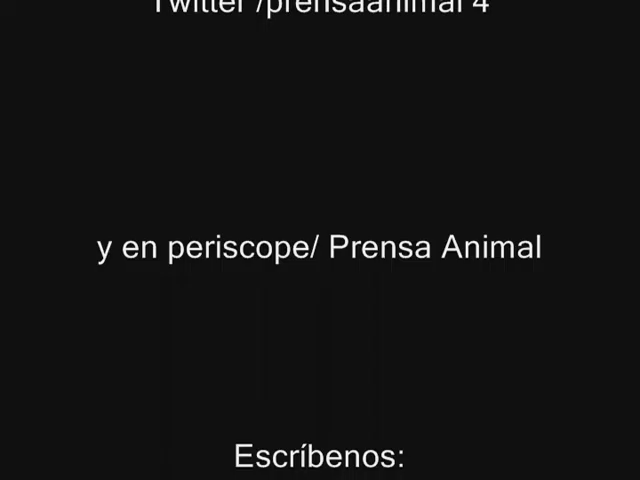 Twitter /prensaanimal 4
y en periscope/ Prensa Animal
Escríbenos: